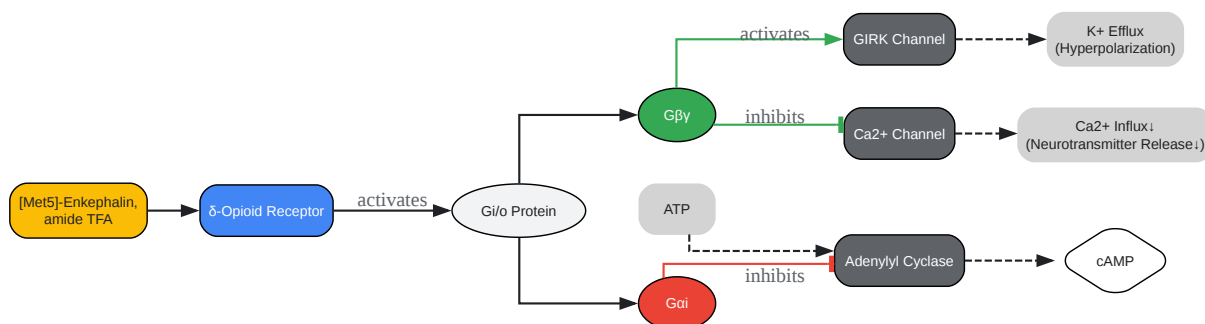 [Met5]-Enkephalin,
amide TFA
δ-Opioid Receptor
activates
Gi/o Protein
Gβγ
activates
GIRK Channel
K+ Efflux
(Hyperpolarization)
inhibits
Ca2+ Channel
Ca2+ Influx↓
(Neurotransmitter Release↓)
ATP
Gαi
inhibits
Adenylyl Cyclase
cAMP